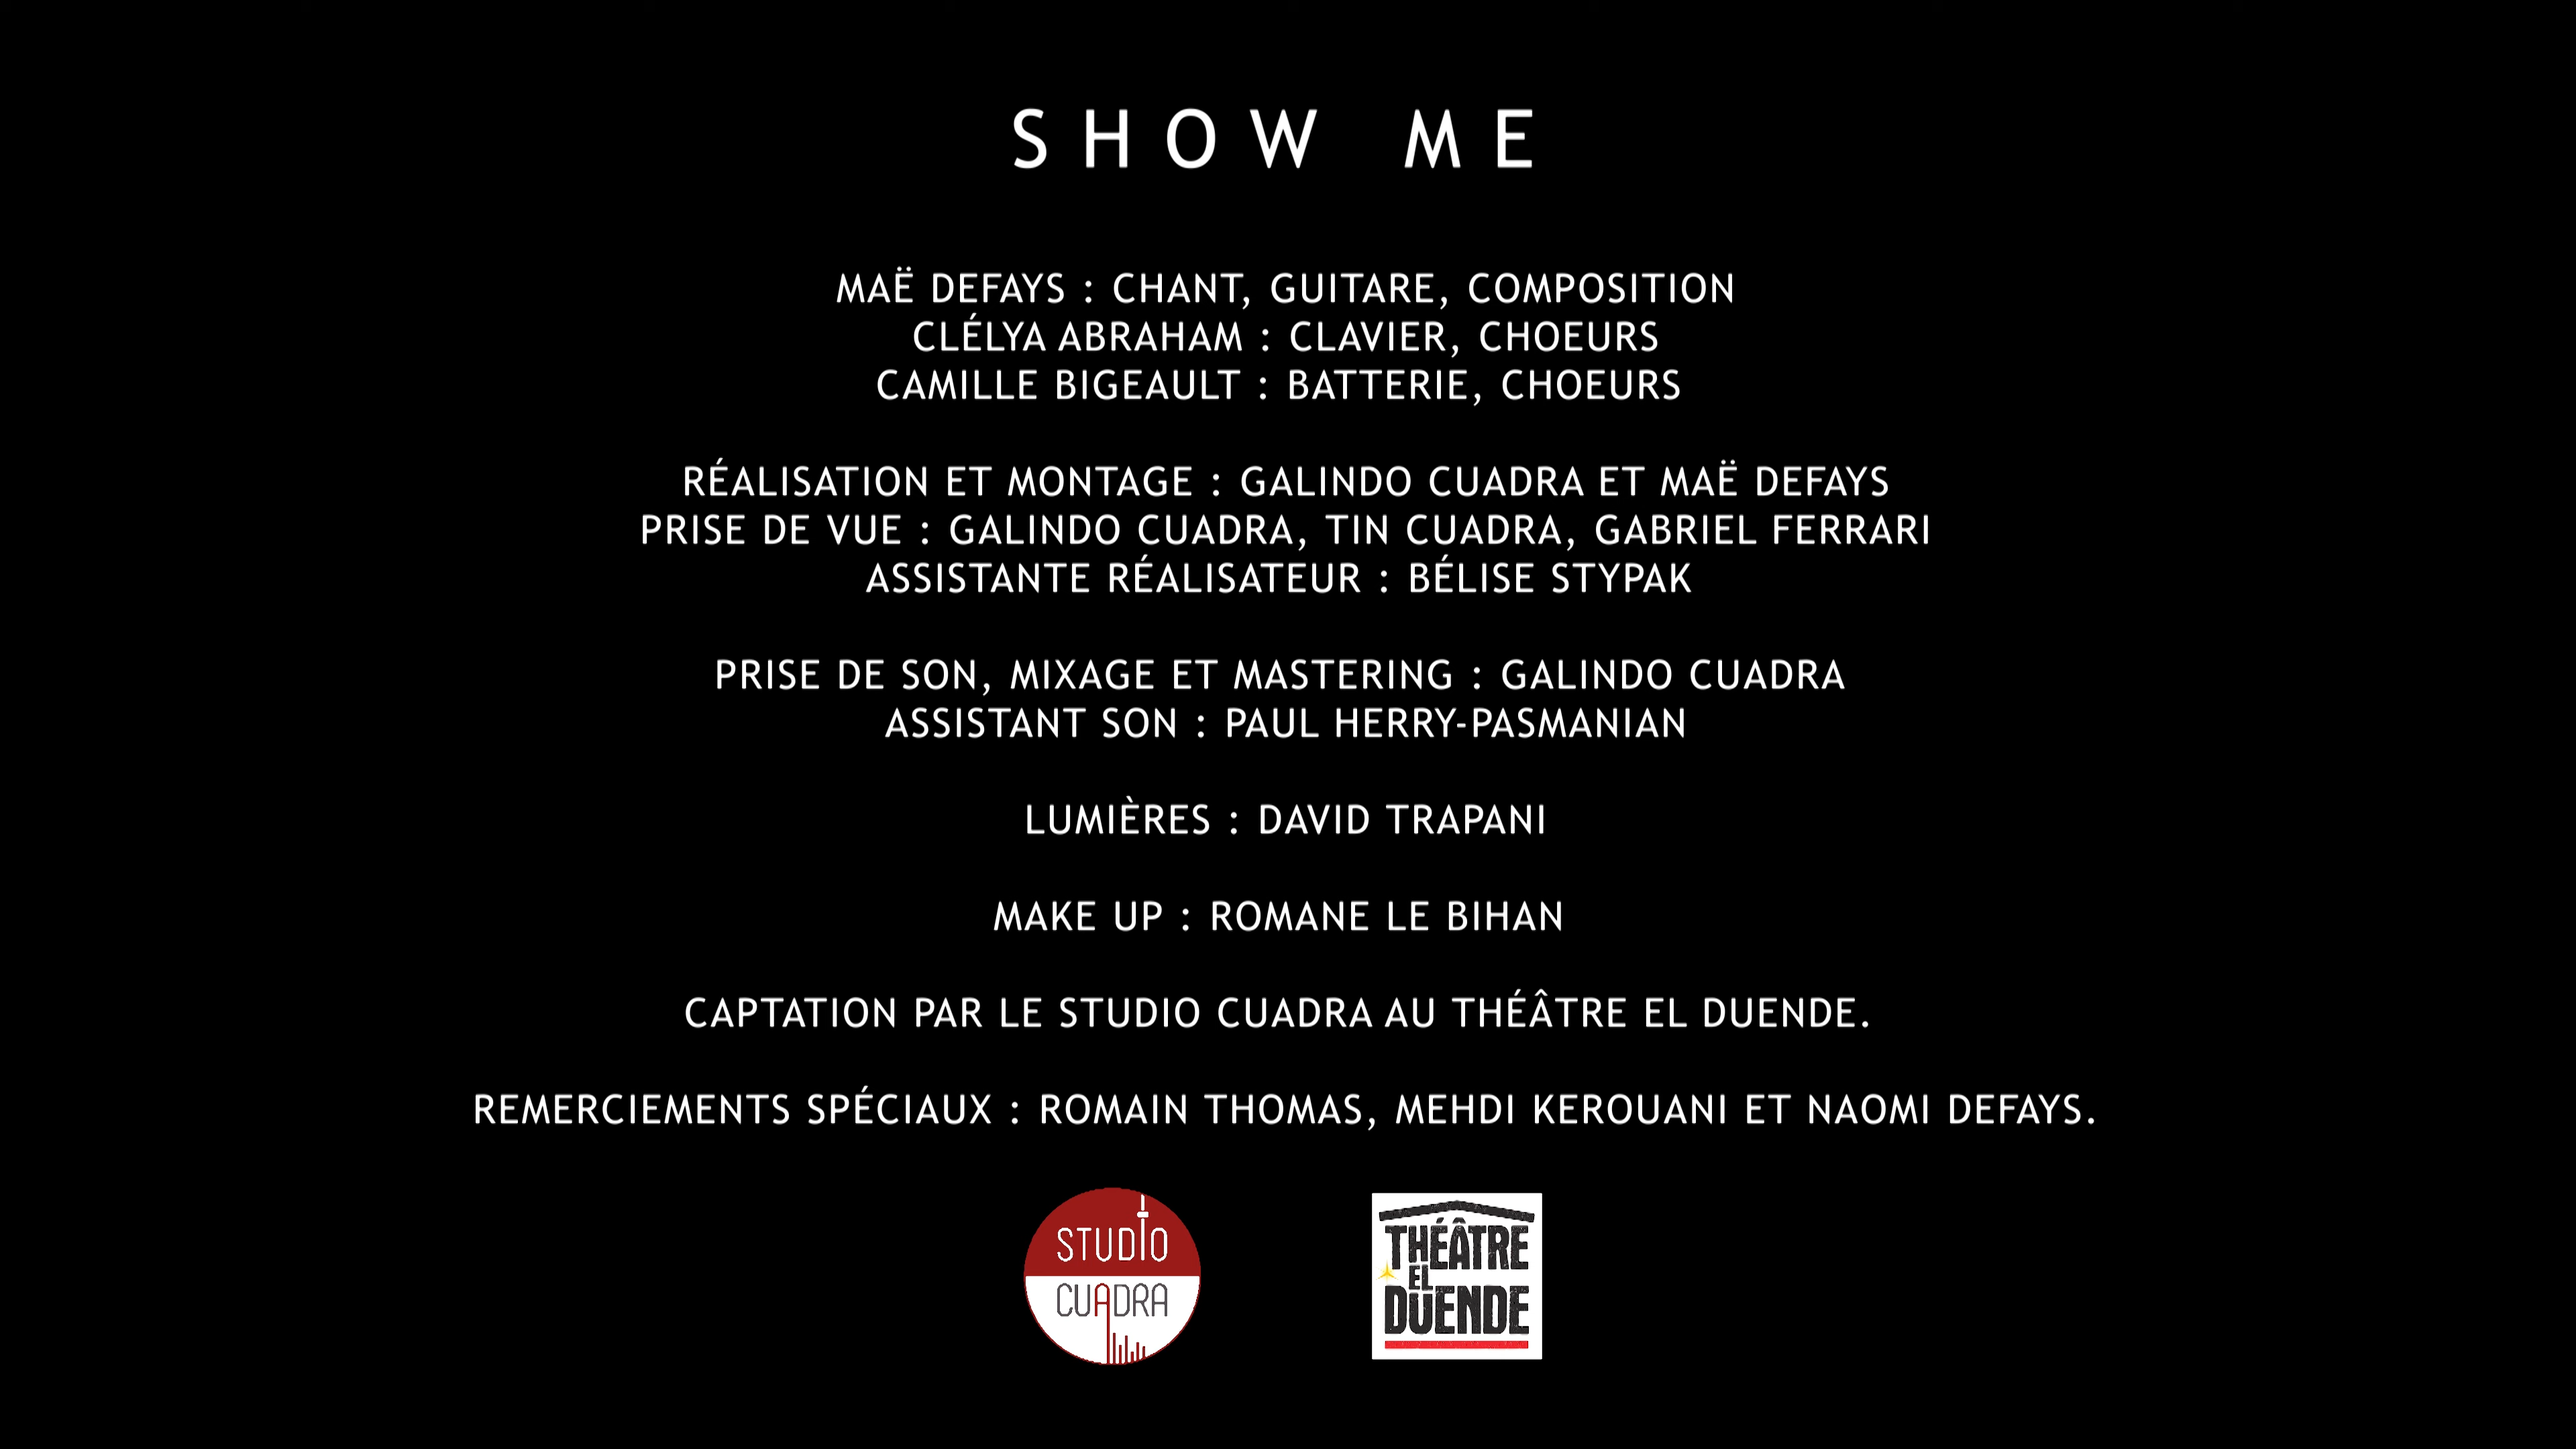 SHOW ME
MAË DEFAYS : CHANT, GUITARE, COMPOSITION
CLÉLYA ABRAHAM : CLAVIER, CHOEURS
CAMILLE BIGEAULT : BATTERIE, CHOEURS
RÉALISATION ET MONTAGE : GALINDO CUADRA ET MAË DEFAYS
PRISE DE VUE : GALINDO CUADRA, TIN CUADRA, GABRIEL FERRARI
ASSISTANTE RÉALISATEUR : BÉLISE STYPAK
PRISE DE SON, MIXAGE ET MASTERING : GALINDO CUADRA
ASSISTANT SON : PAUL HERRY-PASMANIAN
LUMIÈRES : DAVID TRAPANI
MAKE UP : ROMANE LE BIHAN
CAPTATION PAR LE STUDIO CUADRA AU THÉÂTRE EL DUENDE.
REMERCIEMENTS SPÉCIAUX : ROMAIN THOMAS, MEHDI KEROUANI ET NAOMI DEFAYS.
STUDIO
CUADRA
THÉÂTRE
EL
DUENDE